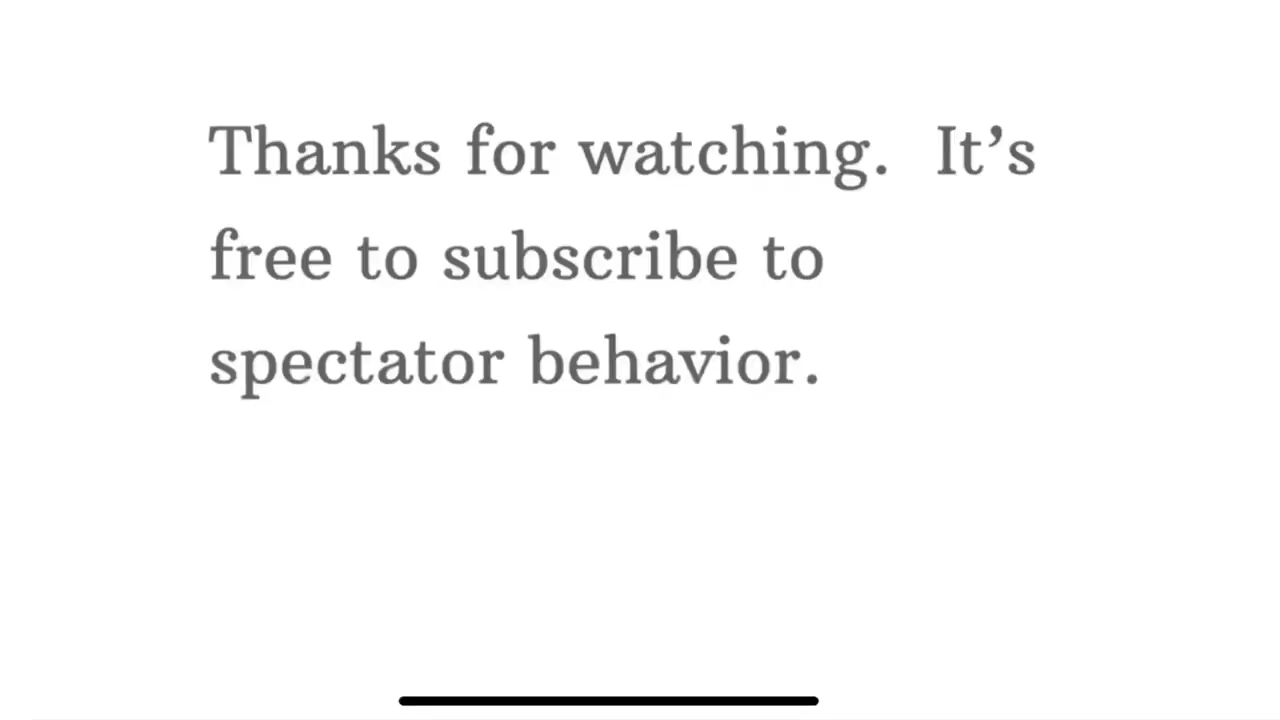 Thanks for watching.  It’s
free to subscribe to
spectator behavior.